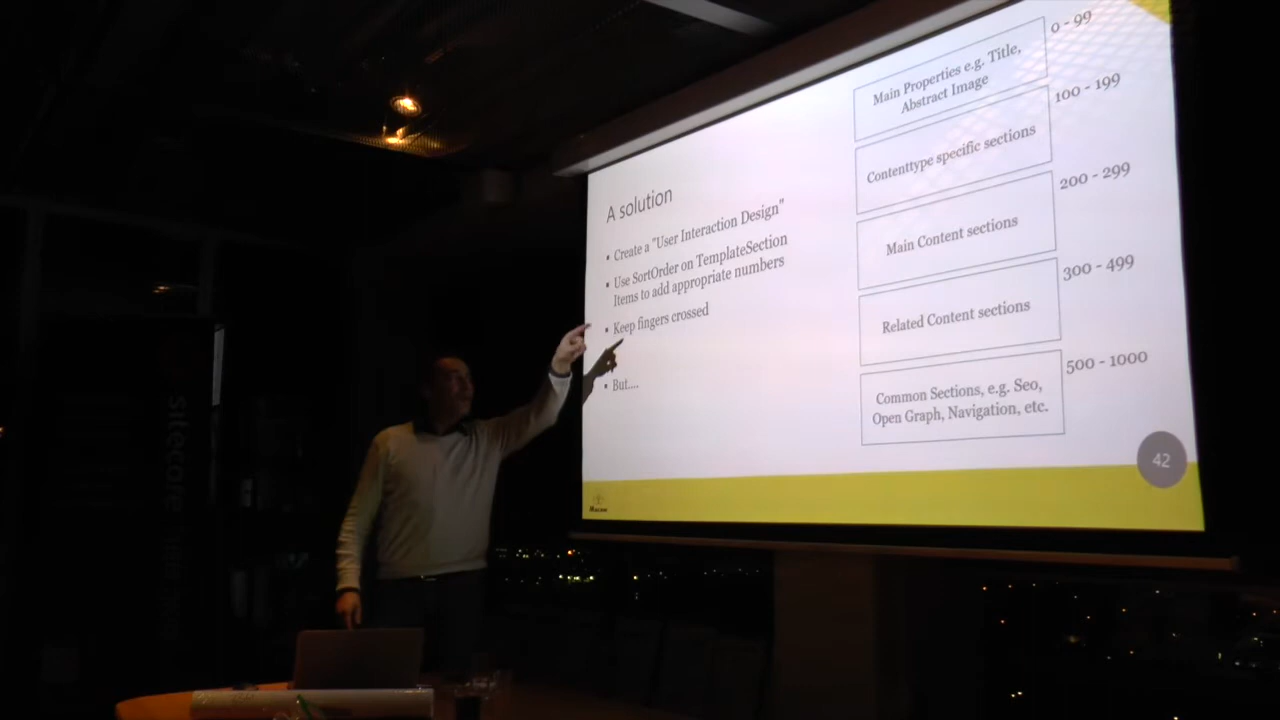 A solution
▪ Create a "User Interaction Design"
▪ Use SortOrder on TemplateSection
Items to add appropriate numbers
▪ Keep fingers crossed
▪ But....
Main Properties e.g. Title,
Abstract Image
0 - 99
Contenttype specific sections
100 - 199
Main Content sections
200 - 299
Related Content sections
300 - 499
Common Sections, e.g. Seo,
Open Graph, Navigation, etc.
500 - 1000
42
Macaw
sitecore